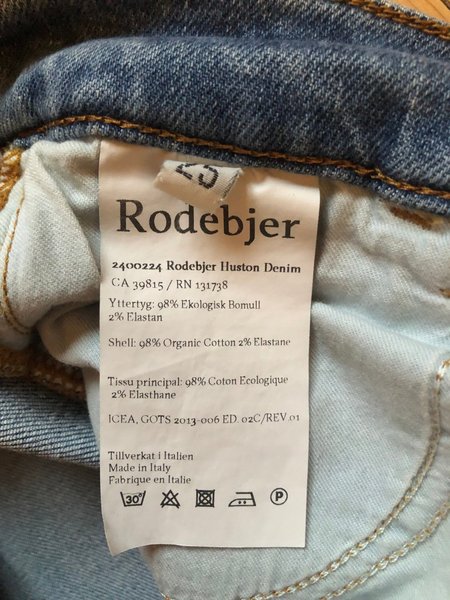 25
Rodebjer
2400224 Rodebjer Huston Denim
CA 39815 / RN 131738
Yttertyg: 98% Ekologisk Bomull
2% Elastan
Shell: 98% Organic Cotton 2% Elastane
Tissu principal: 98% Coton Ecologique
2% Elasthane
ICEA, GOTS 2013-006 ED. 02C/REV.01
Tillverkat i Italien
Made in Italy
Fabrique en Italie
30° P